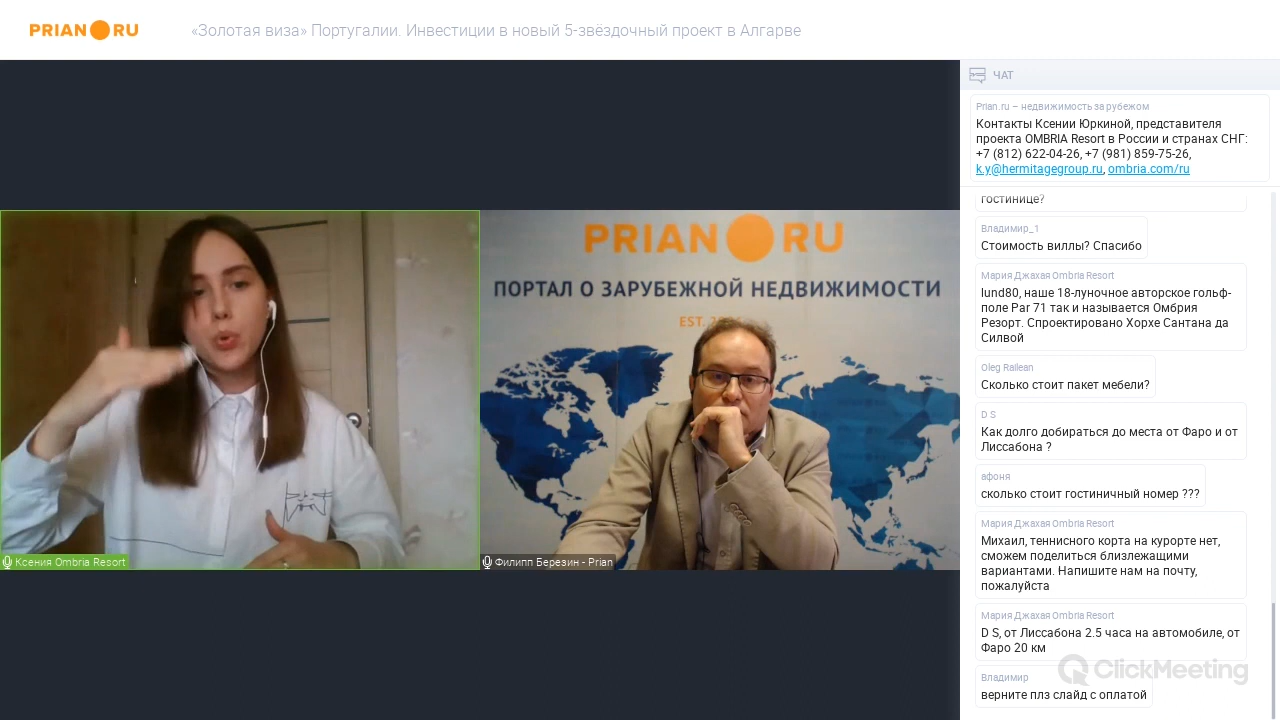 PRIAN RU
«Золотая виза» Португалии. Инвестиции в новый 5-звёздочный проект в Алгарве
PRIAN RU
ПОРТАЛ О ЗАРУБЕЖНОЙ НЕДВИЖИМОСТИ
EST.
Ксения Ombria Resort
Филипп Березин - Prian
ЧАТ
Prian.ru – недвижимость за рубежом
Контакты Ксении Юркиной, представителя
проекта OMBRIA Resort в России и странах СНГ:
+7 (812) 622-04-26, +7 (981) 859-75-26,
k.y@hermitagegroup.ru, ombria.com/ru
гостинице?
Владимир_1
Стоимость виллы? Спасибо
Мария Джахая Ombria Resort
lund80, наше 18-луночное авторское гольф-
поле Par 71 так и называется Омбрия
Резорт. Спроектировано Хорхе Сантана да
Силвой
Oleg Railean
Сколько стоит пакет мебели?
D S
Как долго добираться до места от Фаро и от
Лиссабона ?
афоня
сколько стоит гостиничный номер ???
Мария Джахая Ombria Resort
Михаил, теннисного корта на курорте нет,
сможем поделиться близлежащими
вариантами. Напишите нам на почту,
пожалуйста
Мария Джахая Ombria Resort
D S, от Лиссабона 2.5 часа на автомобиле, от
Фаро 20 км
ClickMeeting
Владимир
верните плз слайд с оплатой